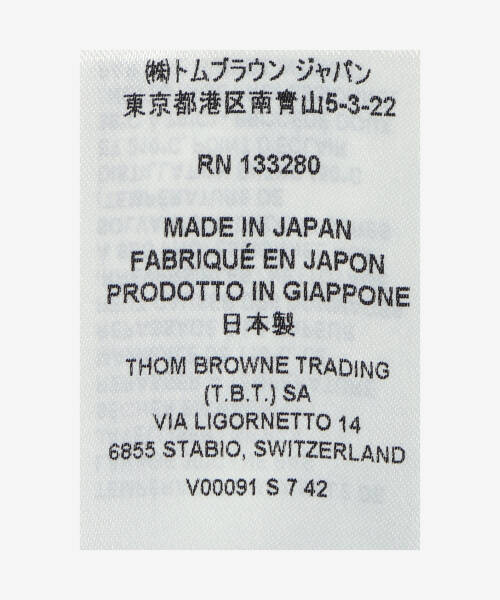 ㈱トムブラウン ジャパン
東京都港区南青山5-3-22
RN 133280
MADE IN JAPAN
FABRIQUÉ EN JAPON
PRODOTTO IN GIAPPONE
日本製
THOM BROWNE TRADING
(T.B.T.) SA
VIA LIGORNETTO 14
6855 STABIO, SWITZERLAND
V00091 S 7 42